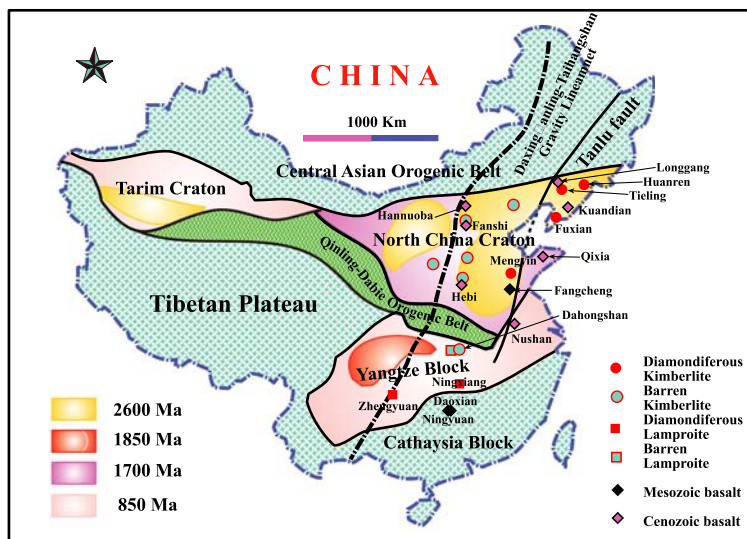 CHINA
1000 Km
Daxing'anling-Taihangshan
Gravity Lineamnet
Tanlu fault
Central Asian Orogenic Belt
Tarim Craton
Longgang
Huanren
Tieling
Hannuoba
Kuandian
Fanshi
Fuxian
North China Craton
Qinling-Dabie Orogenic Belt
Mengyin
Qixia
Tibetan Plateau
Hebi
Fangcheng
Dahongshan
Nushan
Yangtze Block
Ningxiang
Zhengyuan
Daoxian
Ningyuan
Cathaysia Block
2600 Ma
1850 Ma
1700 Ma
850 Ma
Diamondiferous
Kimberlite
Barren
Kimberlite
Diamondiferous
Lamproite
Barren
Lamproite
Mesozoic basalt
Cenozoic basalt